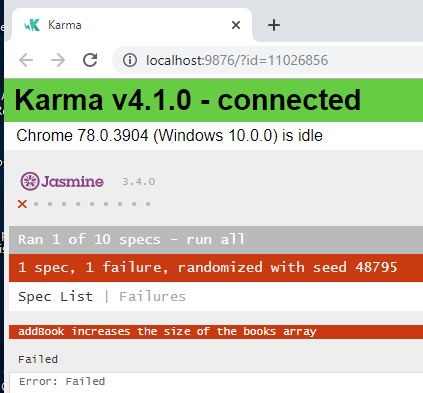 Karma
localhost:9876/?id=11026856
Karma v4.1.0 - connected
Chrome 78.0.3904 (Windows 10.0.0) is idle
Jasmine 3.4.0
Ran 1 of 10 specs - run all
1 spec, 1 failure, randomized with seed 48795
Spec List | Failures
addBook increases the size of the books array
Failed
Error: Failed